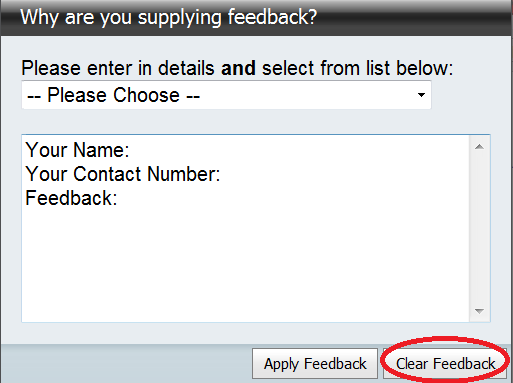 Why are you supplying feedback?
Please enter in details and select from list below:
-- Please Choose --
Your Name:
Your Contact Number:
Feedback:
Apply Feedback
Clear Feedback